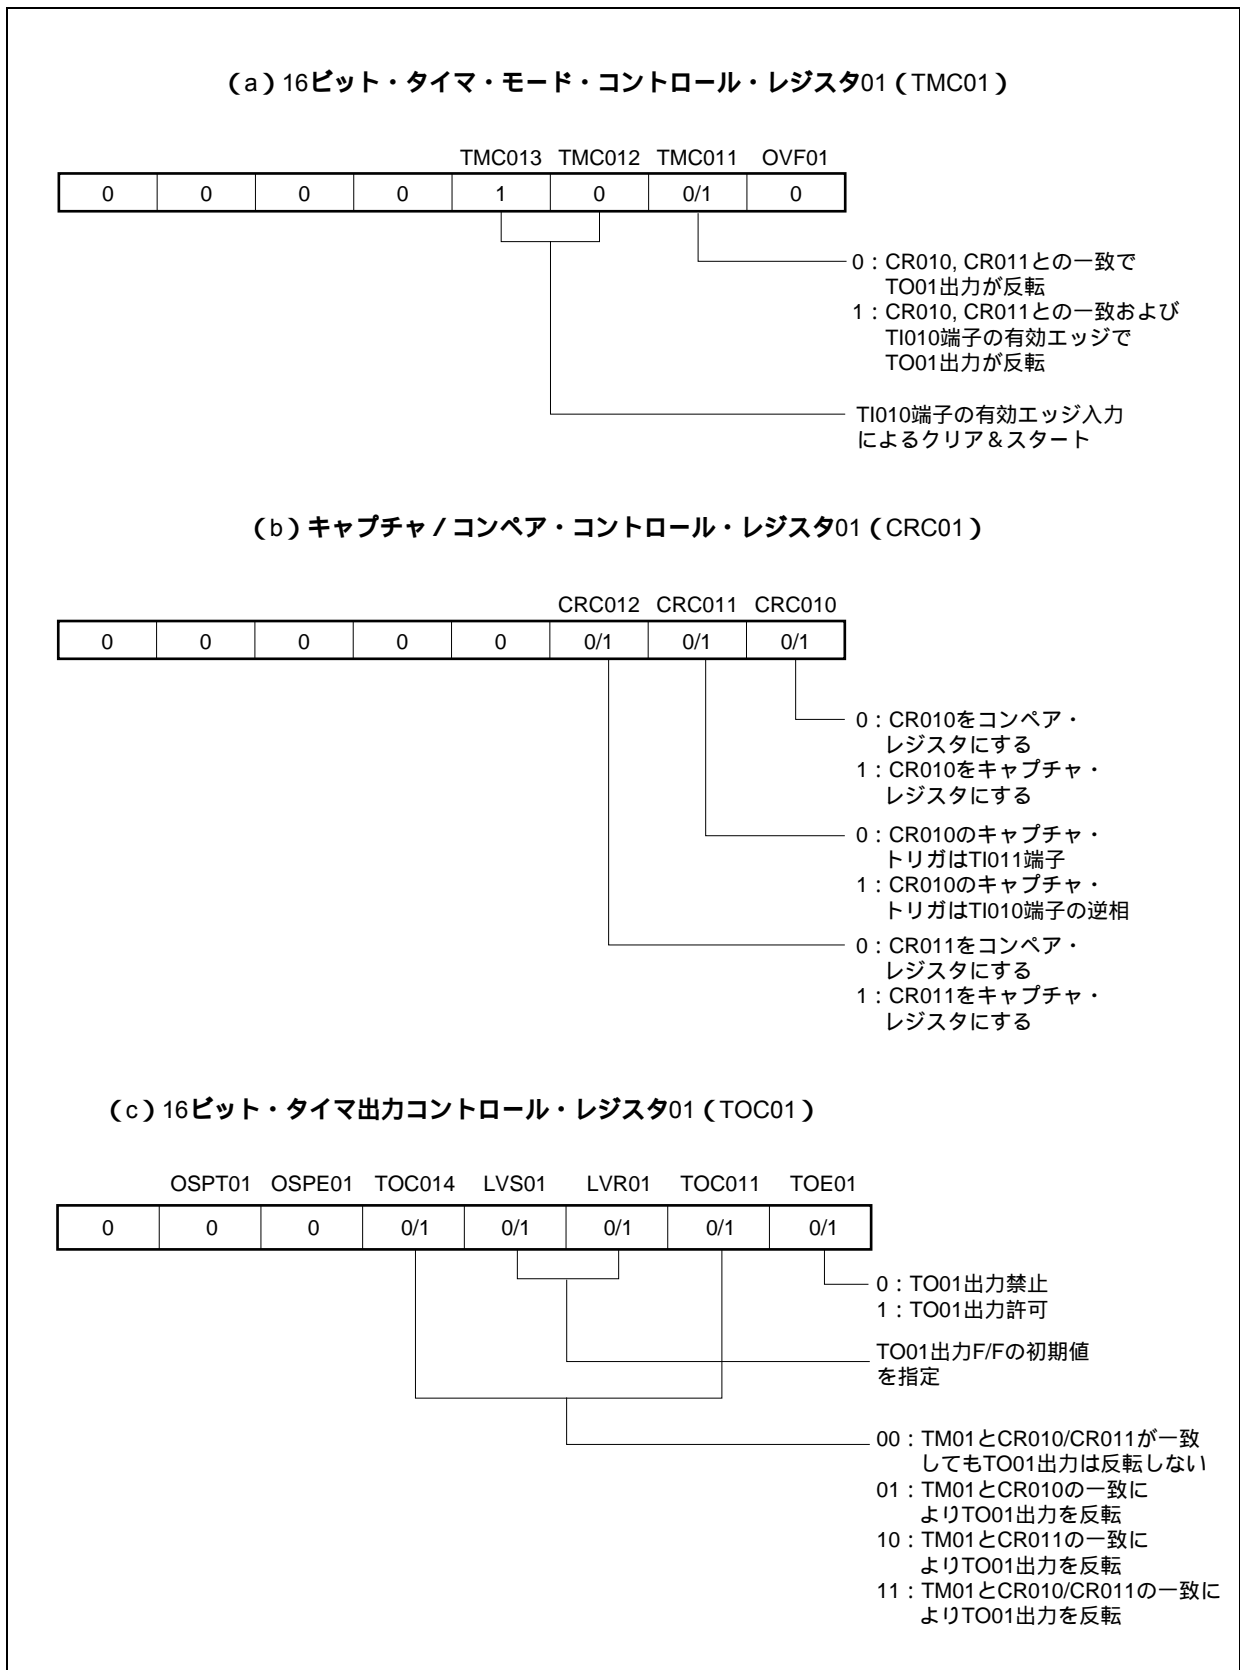 （a）16ビット・タイマ・モード・コントロール・レジスタ01（TMC01）
TMC013 TMC012 TMC011 OVF01
0 0 0 0 1 0 0/1 0
0：CR010, CR011との一致で
TO01出力が反転
1：CR010, CR011との一致および
TI010端子の有効エッジで
TO01出力が反転
TI010端子の有効エッジ入力
によるクリア＆スタート
（b）キャプチャ／コンペア・コントロール・レジスタ01（CRC01）
CRC012 CRC011 CRC010
0 0 0 0 0 0/1 0/1 0/1
0：CR010をコンペア・
レジスタにする
1：CR010をキャプチャ・
レジスタにする
0：CR010のキャプチャ・
トリガはTI011端子
1：CR010のキャプチャ・
トリガはTI010端子の逆相
0：CR011をコンペア・
レジスタにする
1：CR011をキャプチャ・
レジスタにする
（c）16ビット・タイマ出力コントロール・レジスタ01（TOC01）
OSPT01 OSPE01 TOC014 LVS01 LVR01 TOC011 TOE01
0 0 0 0/1 0/1 0/1 0/1 0/1
0：TO01出力禁止
1：TO01出力許可
TO01出力F/Fの初期値
を指定
00：TM01とCR010/CR011が一致
してもTO01出力は反転しない
01：TM01とCR010の一致に
よりTO01出力を反転
10：TM01とCR011の一致に
よりTO01出力を反転
11：TM01とCR010/CR011の一致に
よりTO01出力を反転